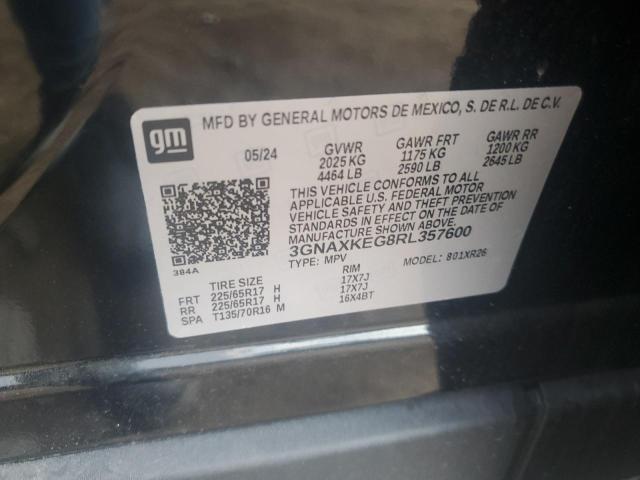 gm
MFD BY GENERAL MOTORS DE MEXICO, S. DE R.L. DE C.V.
05/24 GVWR GAWR FRT GAWR RR
2025 KG 1175 KG 1200 KG
4464 LB 2590 LB 2645 LB
THIS VEHICLE CONFORMS TO ALL
APPLICABLE U.S. FEDERAL MOTOR
VEHICLE SAFETY AND THEFT PREVENTION
STANDARDS IN EFFECT ON THE DATE OF
MANUFACTURE SHOWN ABOVE.
3GNAXKEG8RL357600
384A TYPE: MPV MODEL: 801XR26
TIRE SIZE RIM
FRT 225/65R17 H 17X7J
RR 225/65R17 H 17X7J
SPA T135/70R16 M 16X4BT